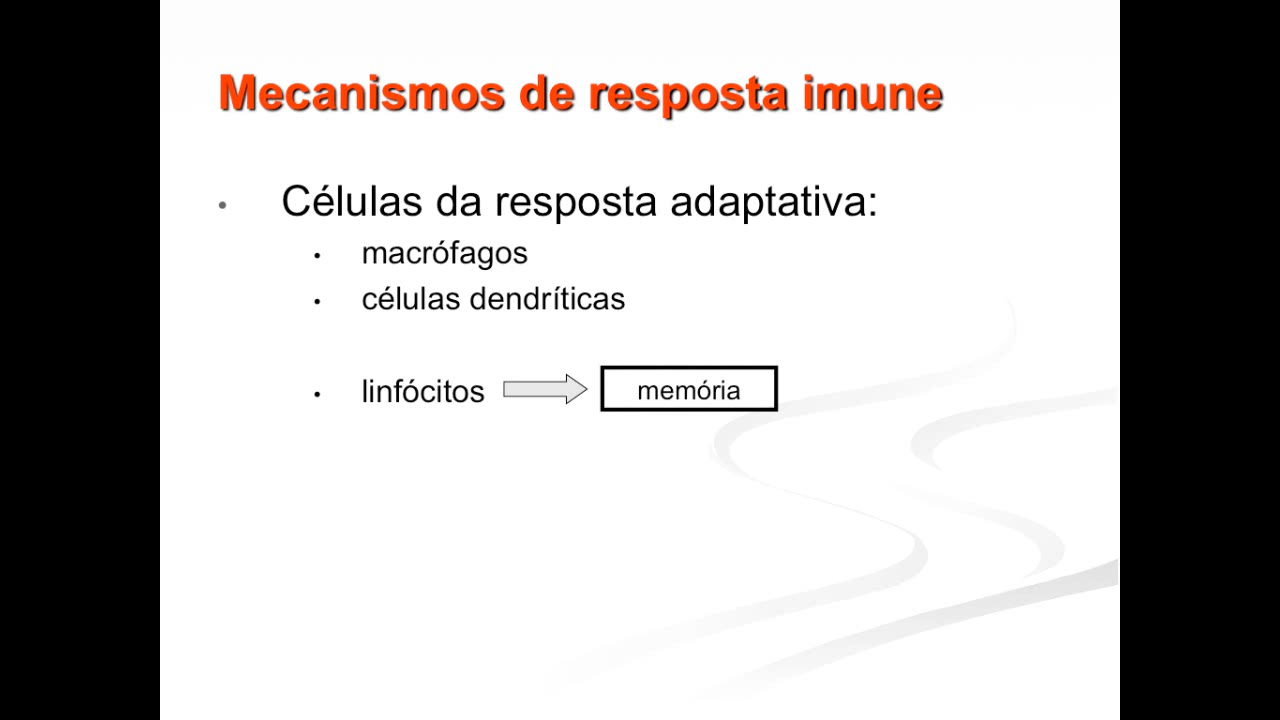 Mecanismos de resposta imune
• Células da resposta adaptativa:
• macrófagos
• células dendríticas
• linfócitos memória